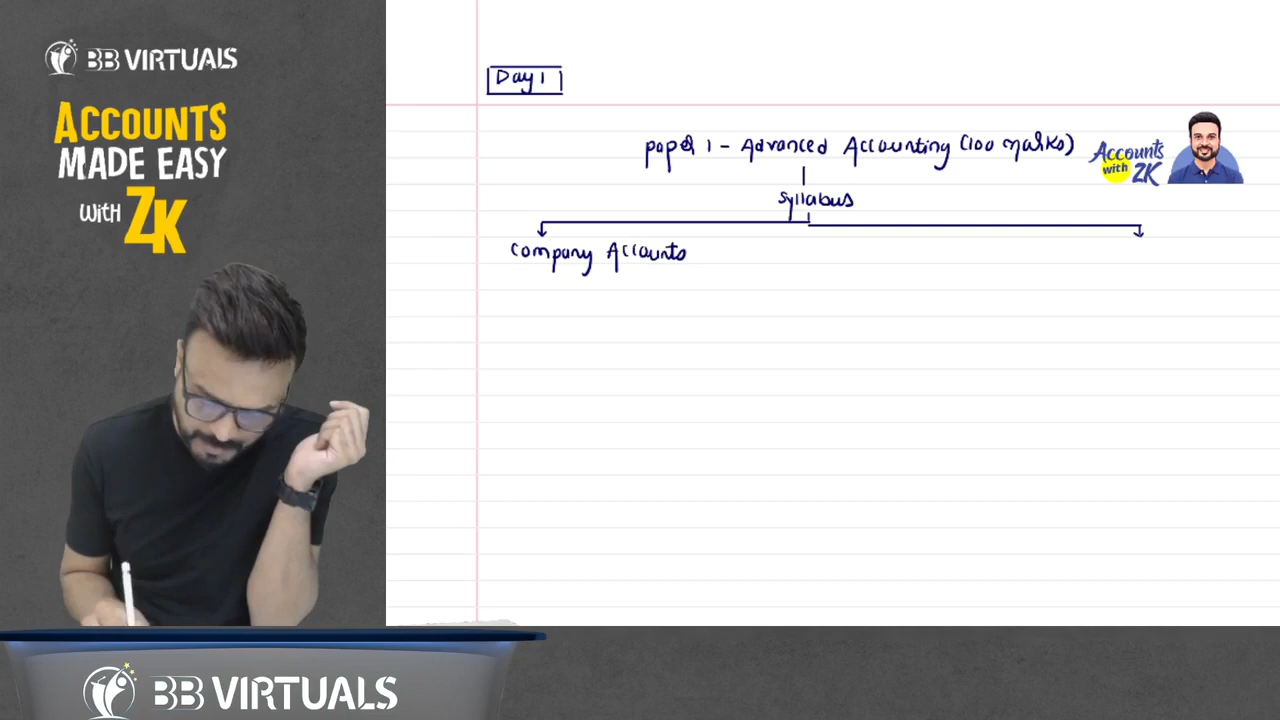 BB VIRTUALS
ACCOUNTS
MADE EASY
with ZK
Day 1
paper 1 - Advanced Accounting (100 marks)
Accounts
with ZK
Syllabus
Company Accounts
BB VIRTUALS